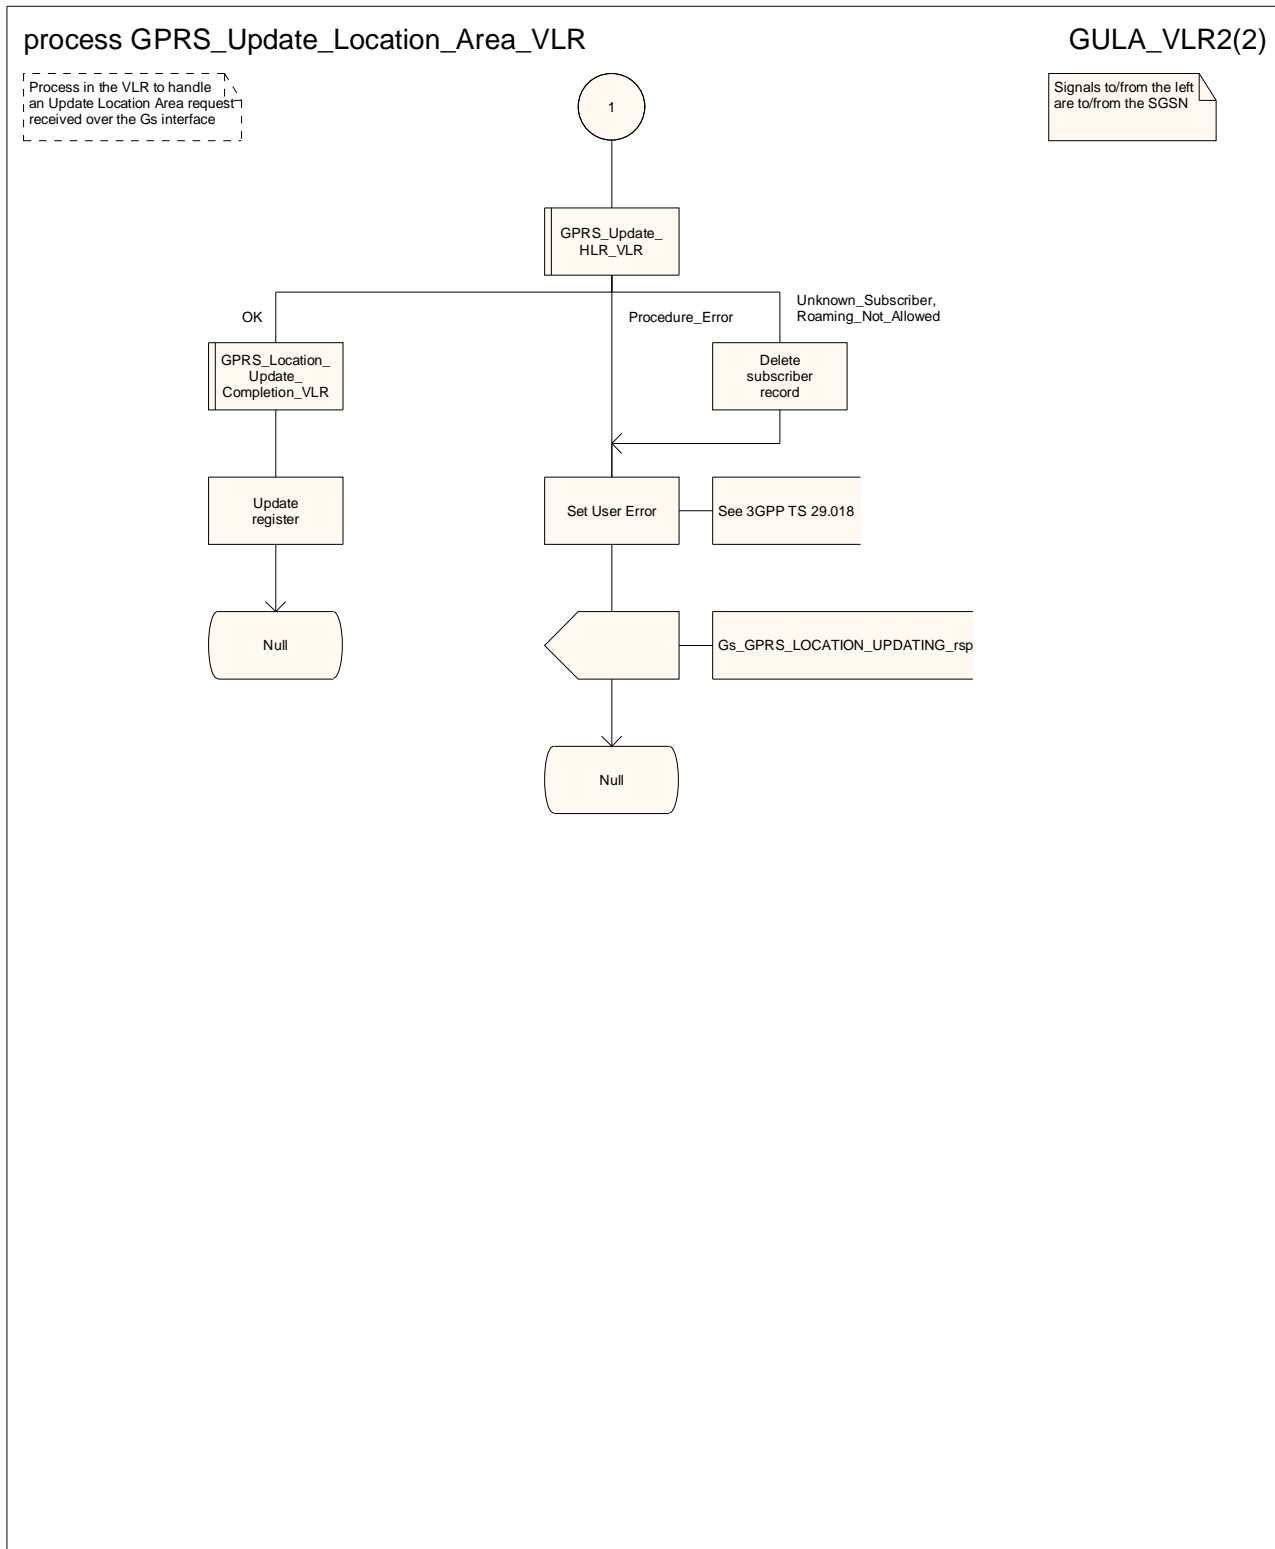 process GPRS_Update_Location_Area_VLR
GULA_VLR2(2)
Process in the VLR to handle
an Update Location Area request
received over the Gs interface
1
Signals to/from the left
are to/from the SGSN
GPRS_Update_
HLR_VLR
OK
Procedure_Error
Unknown_Subscriber,
Roaming_Not_Allowed
GPRS_Location_
Update_
Completion_VLR
Delete
subscriber
record
Update
register
Set User Error
See 3GPP TS 29.018
Null
Gs_GPRS_LOCATION_UPDATING_rsp
Null